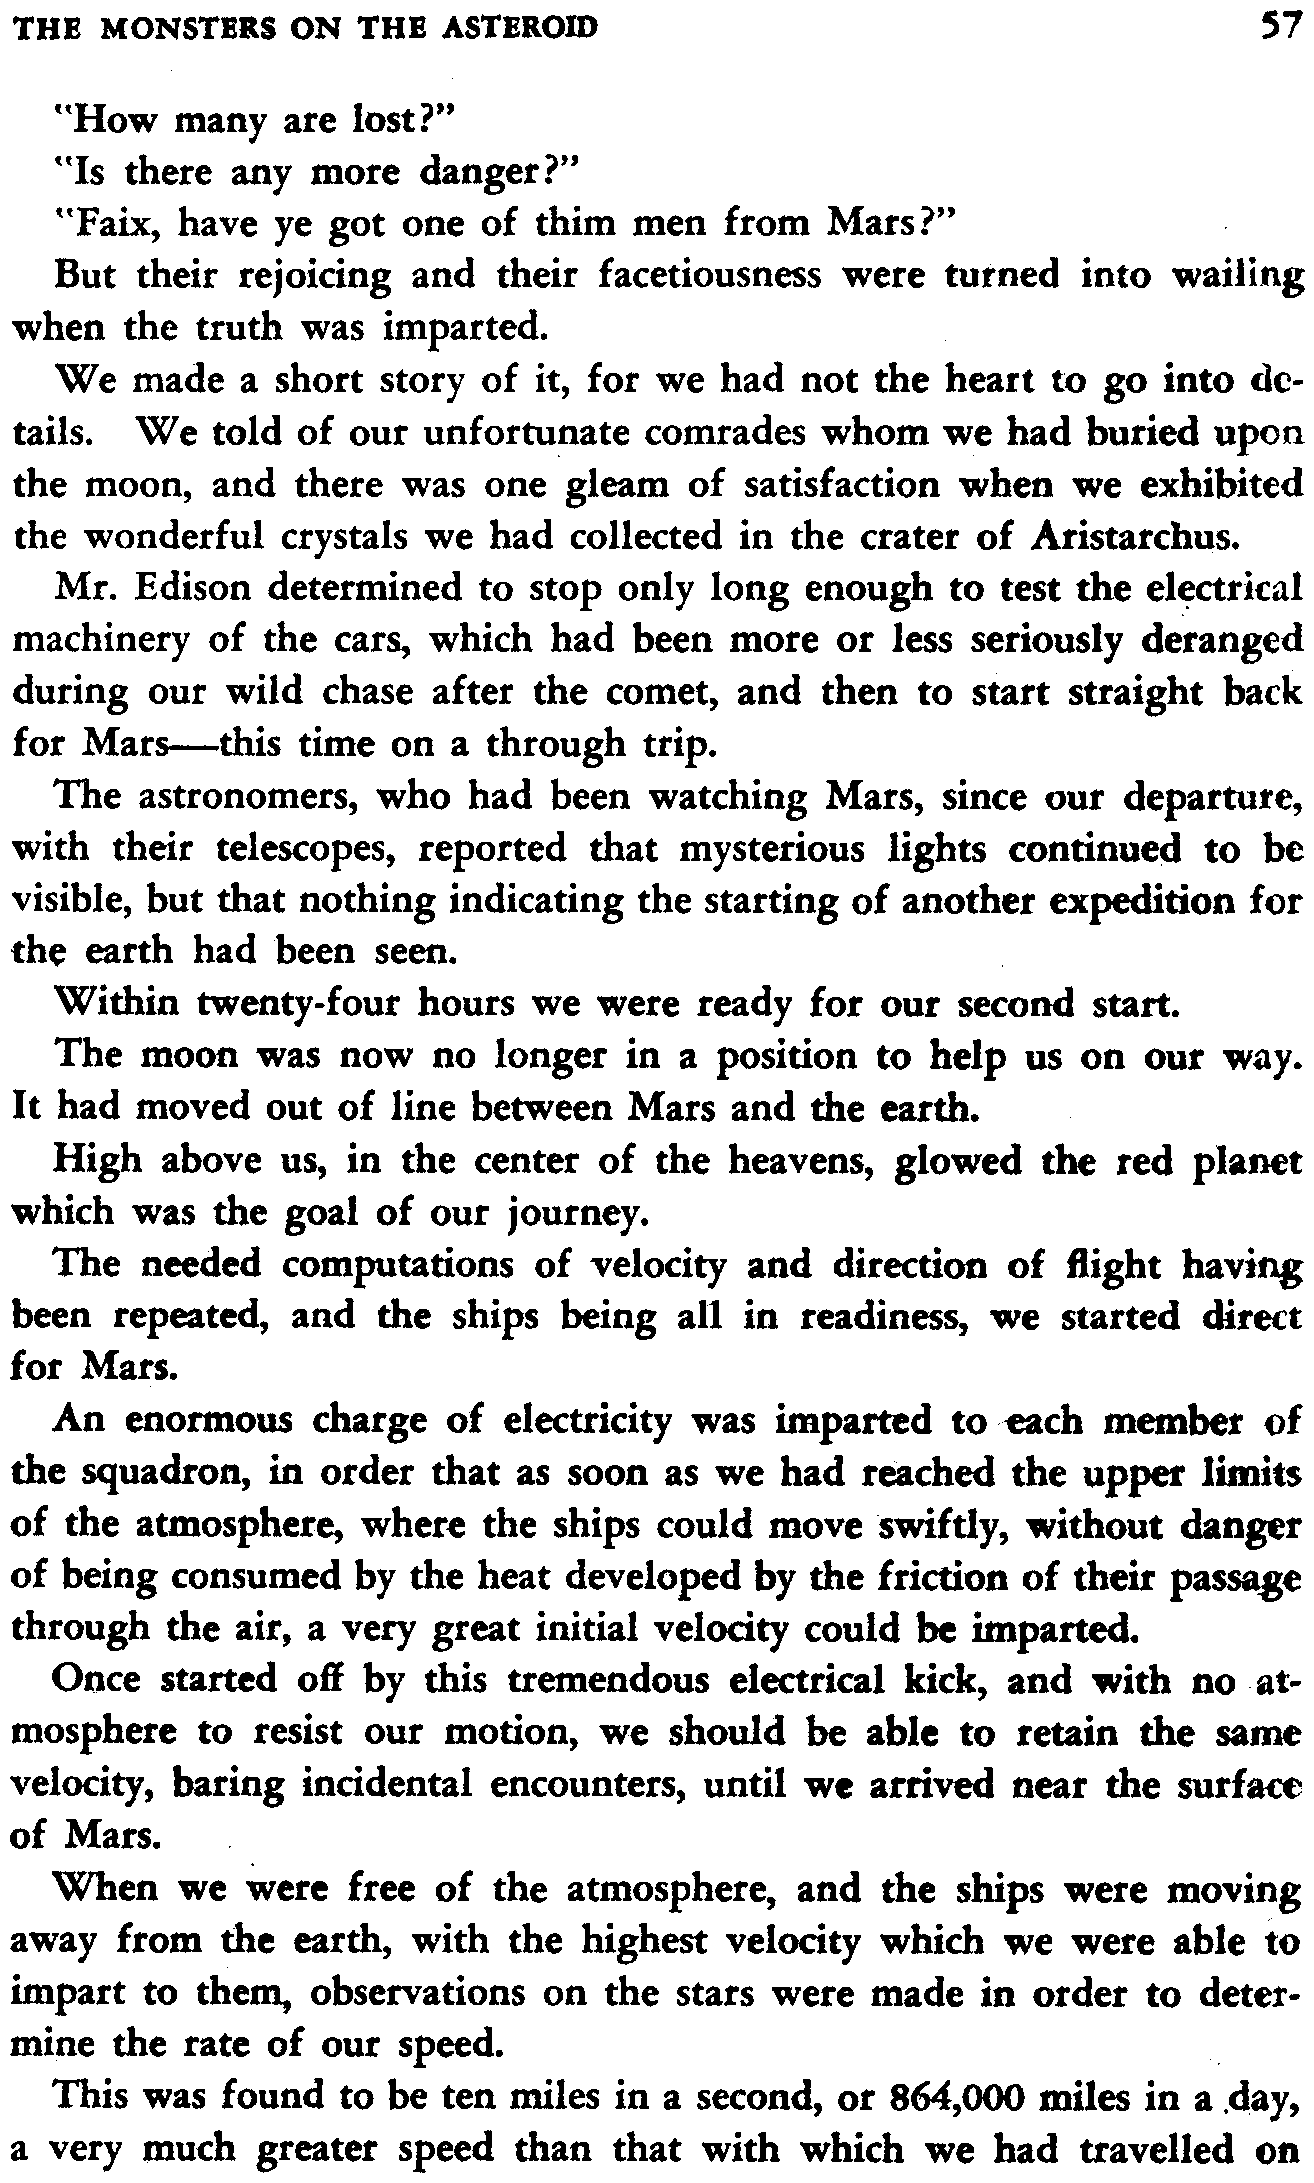 THE MONSTERS ON THE ASTEROID 57
"How many are lost?"
"Is there any more danger?"
"Faix, have ye got one of thim men from Mars?"
But their rejoicing and their facetiousness were turned into wailing
when the truth was imparted.
We made a short story of it, for we had not the heart to go into de-
tails. We told of our unfortunate comrades whom we had buried upon
the moon, and there was one gleam of satisfaction when we exhibited
the wonderful crystals we had collected in the crater of Aristarchus.
Mr. Edison determined to stop only long enough to test the electrical
machinery of the cars, which had been more or less seriously deranged
during our wild chase after the comet, and then to start straight back
for Mars—this time on a through trip.
The astronomers, who had been watching Mars, since our departure,
with their telescopes, reported that mysterious lights continued to be
visible, but that nothing indicating the starting of another expedition for
the earth had been seen.
Within twenty-four hours we were ready for our second start.
The moon was now no longer in a position to help us on our way.
It had moved out of line between Mars and the earth.
High above us, in the center of the heavens, glowed the red planet
which was the goal of our journey.
The needed computations of velocity and direction of flight having
been repeated, and the ships being all in readiness, we started direct
for Mars.
An enormous charge of electricity was imparted to each member of
the squadron, in order that as soon as we had reached the upper limits
of the atmosphere, where the ships could move swiftly, without danger
of being consumed by the heat developed by the friction of their passage
through the air, a very great initial velocity could be imparted.
Once started off by this tremendous electrical kick, and with no at-
mosphere to resist our motion, we should be able to retain the same
velocity, baring incidental encounters, until we arrived near the surface
of Mars.
When we were free of the atmosphere, and the ships were moving
away from the earth, with the highest velocity which we were able to
impart to them, observations on the stars were made in order to deter-
mine the rate of our speed.
This was found to be ten miles in a second, or 864,000 miles in a day,
a very much greater speed than that with which we had travelled on